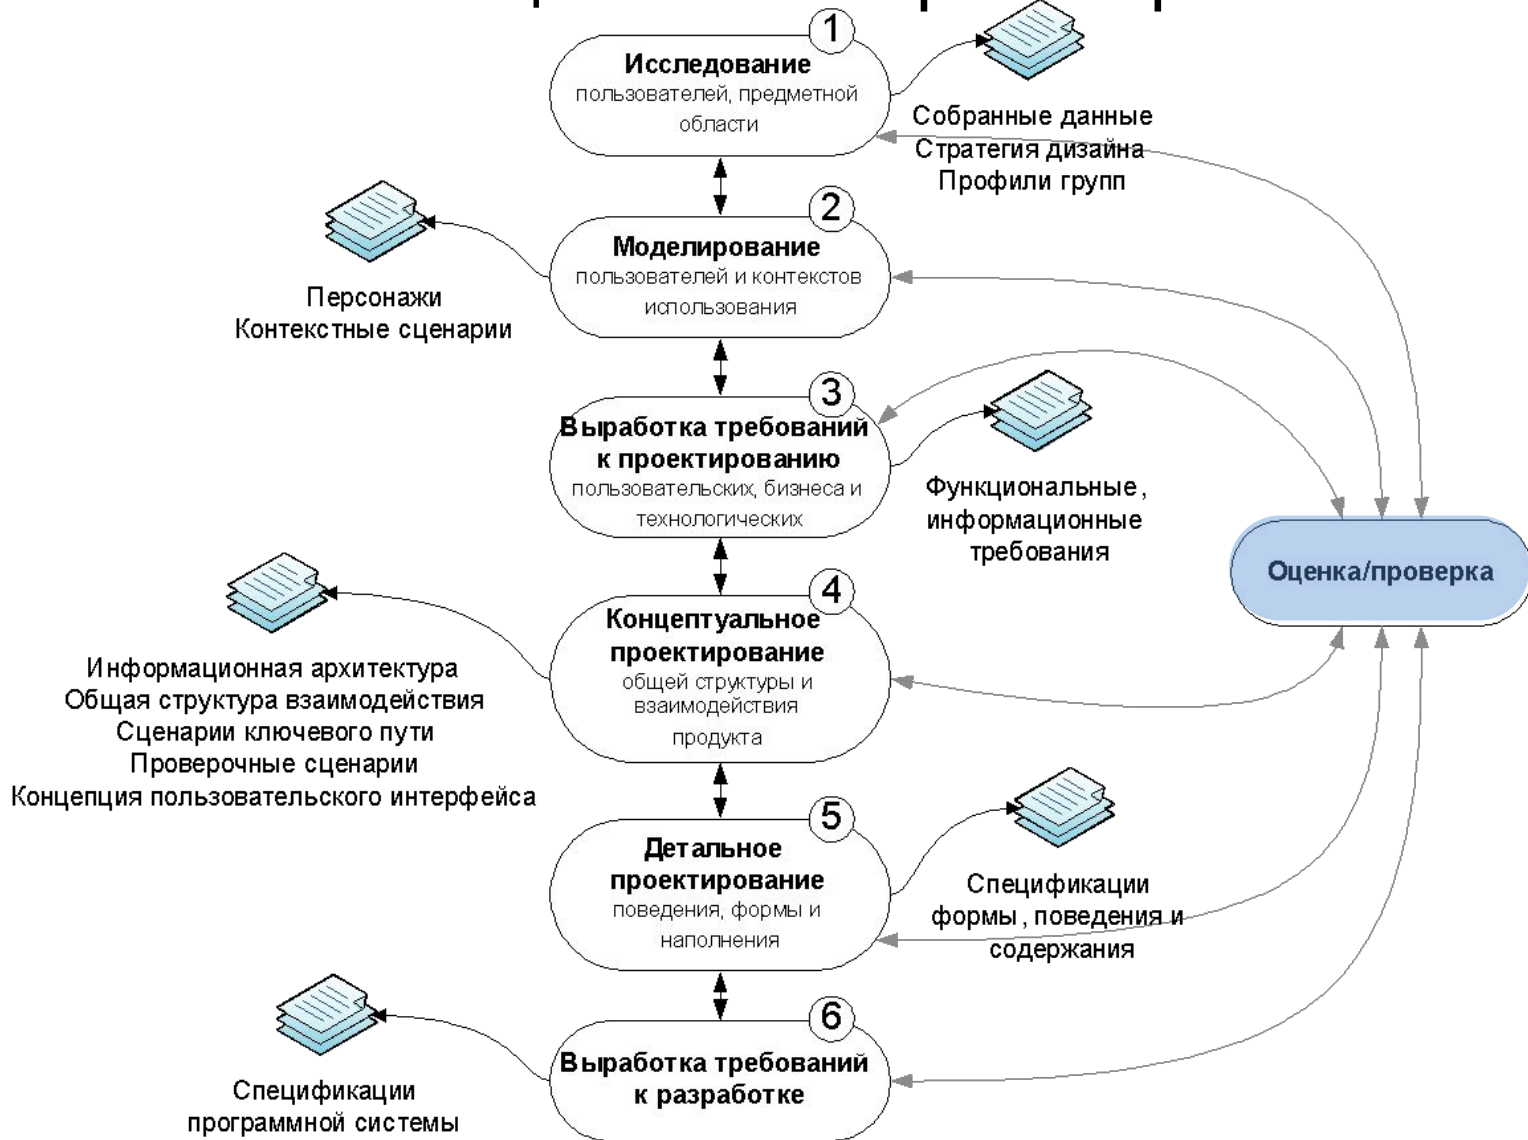 1
Исследование
пользователей, предметной
области
Собранные данные
Стратегия дизайна
Профили групп
2
Моделирование
пользователей и контекстов
использования
Персонажи
Контекстные сценарии
3
Выработка требований
к проектированию
пользовательских, бизнеса и
технологических
Функциональные,
информационные
требования
Оценка/проверка
4
Концептуальное
проектирование
общей структуры и
взаимодействия
продукта
Информационная архитектура
Общая структура взаимодействия
Сценарии ключевого пути
Проверочные сценарии
Концепция пользовательского интерфейса
5
Детальное
проектирование
поведения, формы и
наполнения
Спецификации
формы, поведения и
содержания
6
Выработка требований
к разработке
Спецификации
программной системы